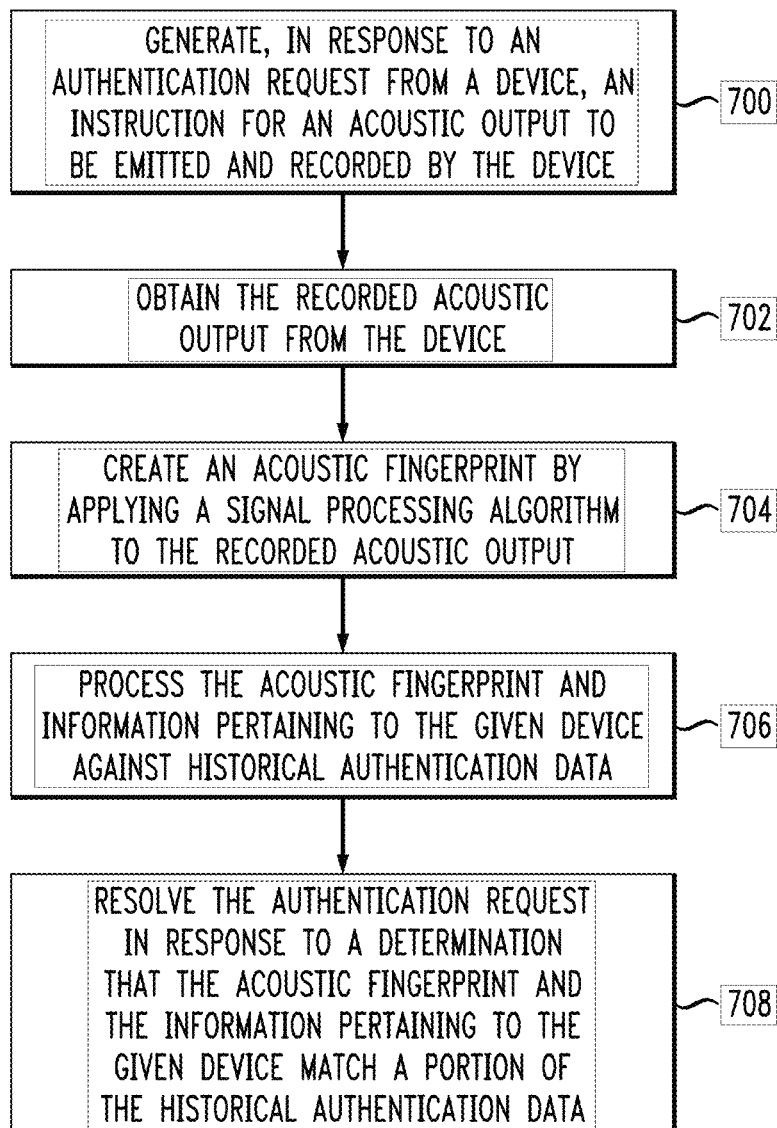 GENERATE, IN RESPONSE TO AN
AUTHENTICATION REQUEST FROM A DEVICE, AN
INSTRUCTION FOR AN ACOUSTIC OUTPUT TO
BE EMITTED AND RECORDED BY THE DEVICE
700
OBTAIN THE RECORDED ACOUSTIC
OUTPUT FROM THE DEVICE
702
CREATE AN ACOUSTIC FINGERPRINT BY
APPLYING A SIGNAL PROCESSING ALGORITHM
TO THE RECORDED ACOUSTIC OUTPUT
704
PROCESS THE ACOUSTIC FINGERPRINT AND
INFORMATION PERTAINING TO THE GIVEN DEVICE
AGAINST HISTORICAL AUTHENTICATION DATA
706
RESOLVE THE AUTHENTICATION REQUEST
IN RESPONSE TO A DETERMINATION
THAT THE ACOUSTIC FINGERPRINT AND
THE INFORMATION PERTAINING TO THE
GIVEN DEVICE MATCH A PORTION OF
THE HISTORICAL AUTHENTICATION DATA
708